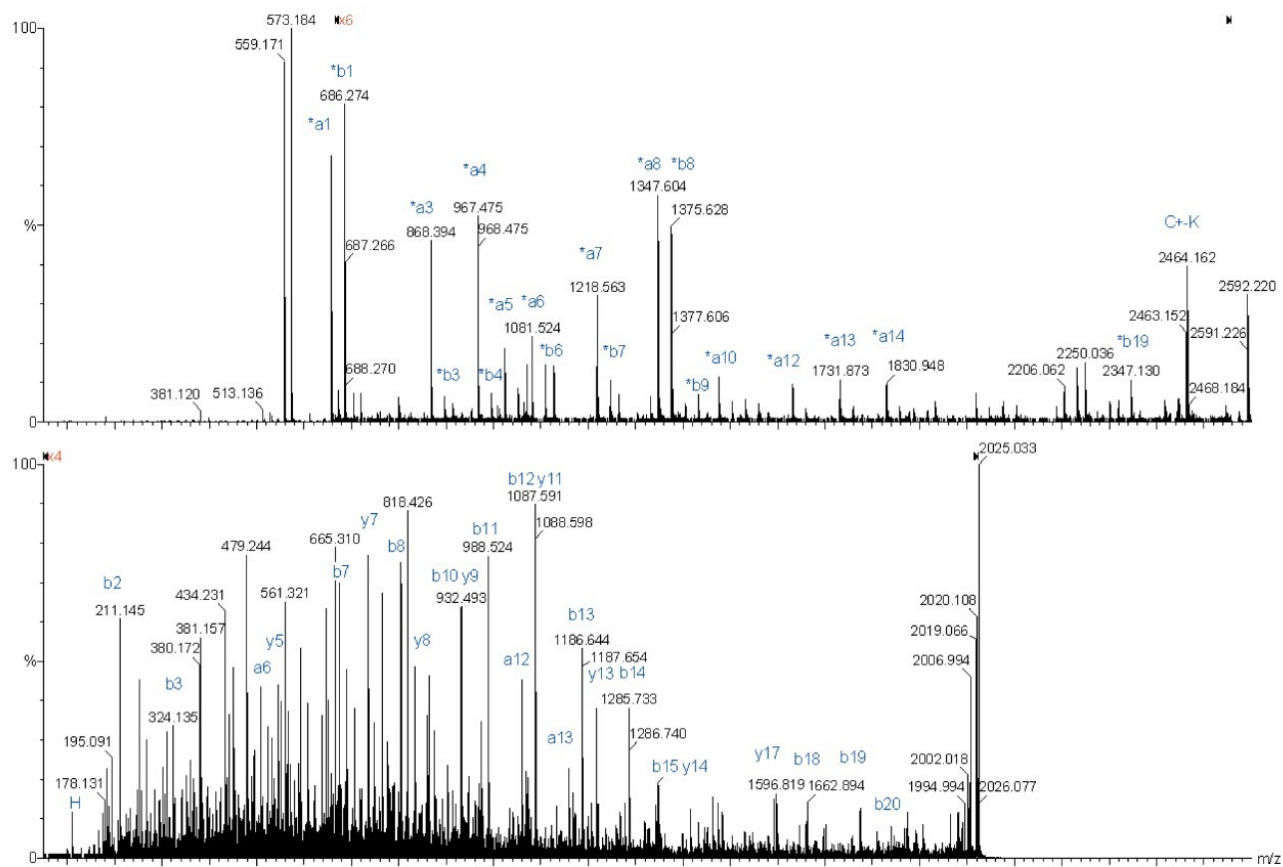 100
573.184
x6
559.171
*b1
686.274
*a1
*a4
*a8 *b8
967.475
1347.604
*a3
868.394
968.475
1375.628
C+-K
%
687.266
*a7
2464.162
1218.563
2592.220
*a5 *a6
1081.524
1377.606
2463.152
2591.226
688.270
*b6
*b7
*a13
*a14
*b19
*b3
*b4
*a10
*a12
1731.873
1830.948
2206.062
2250.036
2347.130
381.120
513.136
*b9
2468.184
0
x4
100
2025.033
b12 y11
1087.591
818.426
y7
1088.598
479.244
665.310
b8
b11
988.524
b2
434.231
561.321
b7
b10 y9
932.493
211.145
b13
2020.108
381.157
y5
1186.644
2019.066
%
380.172
a6
y8
a12
1187.654
2006.994
b3
y13 b14
324.135
1285.733
195.091
a13
1286.740
178.131
b15 y14
y17
b18
b19
2002.018
H
1596.819
1662.894
1994.994
2026.077
b20
0
m/z